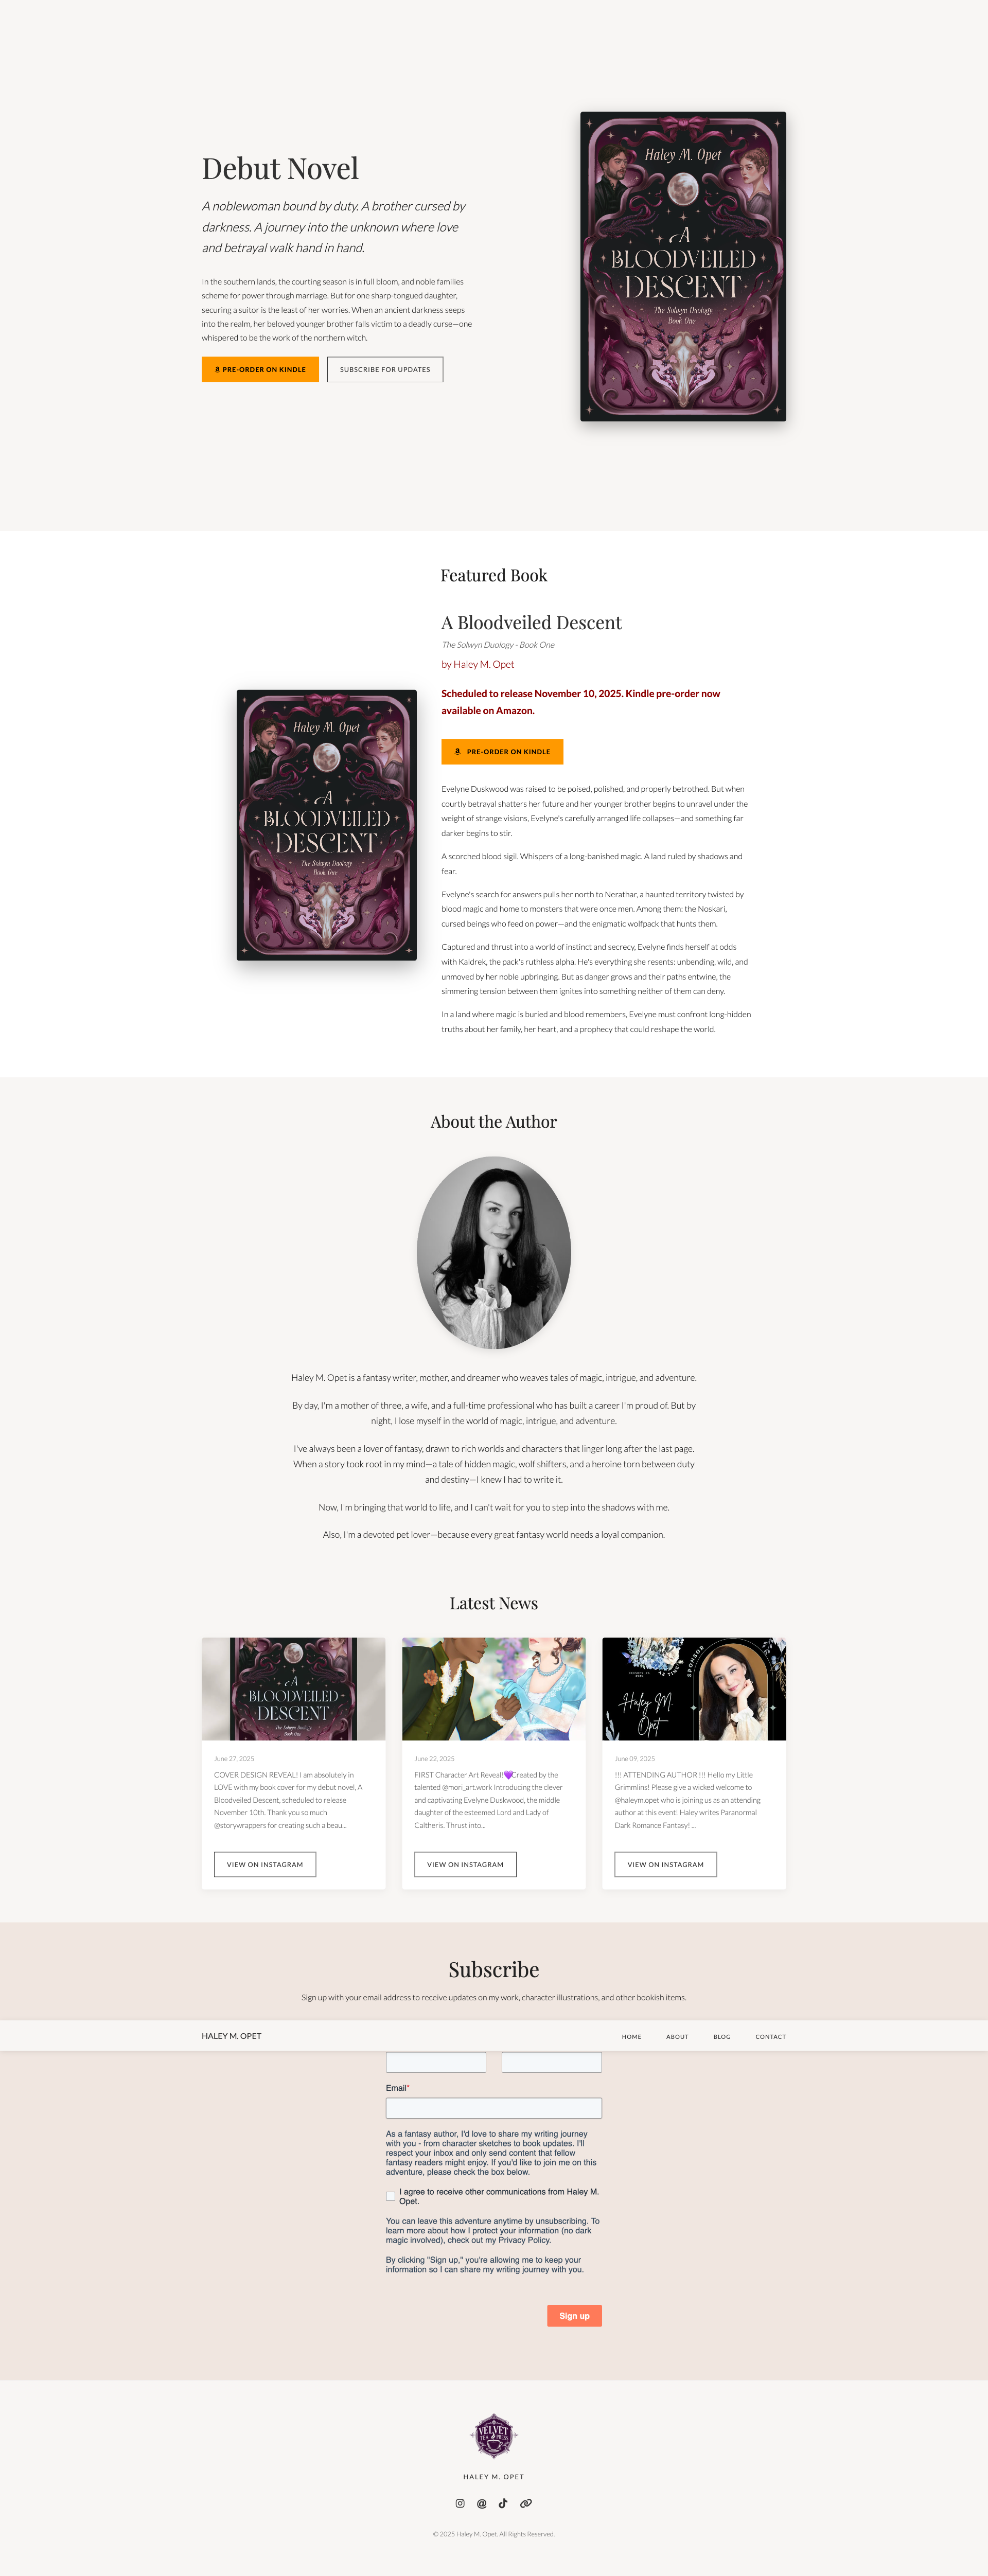 Debut Novel
A noblewoman bound by duty. A brother cursed by
darkness. A journey into the unknown where love
and betrayal walk hand in hand.
In the southern lands, the courting season is in full bloom, and noble families
scheme for power through marriage. But for one sharp-tongued daughter,
securing a suitor is the least of her worries. When an ancient darkness seeps
into the realm, her beloved younger brother falls victim to a deadly curse—one
whispered to be the work of the northern witch.
PRE-ORDER ON KINDLE
SUBSCRIBE FOR UPDATES
Haley M. Opet
A
BLOODVEILED
DESCENT
The Solwyn Duology
Book One
Featured Book
Haley M. Opet
A
BLOODVEILED
DESCENT
The Solwyn Duology
Book One
A Bloodveiled Descent
The Solwyn Duology - Book One
by Haley M. Opet
Scheduled to release November 10, 2025. Kindle pre-order now
available on Amazon.
PRE-ORDER ON KINDLE
Evelyne Duskwood was raised to be poised, polished, and properly betrothed. But when
courtly betrayal shatters her future and her younger brother begins to unravel under the
weight of strange visions, Evelyne's carefully arranged life collapses—and something far
darker begins to stir.
A scorched blood sigil. Whispers of a long-banished magic. A land ruled by shadows and
fear.
Evelyne's search for answers pulls her north to Nerathar, a haunted territory twisted by
blood magic and home to monsters that were once men. Among them: the Noskari,
cursed beings who feed on power—and the enigmatic wolfpack that hunts them.
Captured and thrust into a world of instinct and secrecy, Evelyne finds herself at odds
with Kaldrek, the pack's ruthless alpha. He's everything she resents: unbending, wild, and
unmoved by her noble upbringing. But as danger grows and their paths entwine, the
simmering tension between them ignites into something neither of them can deny.
In a land where magic is buried and blood remembers, Evelyne must confront long-hidden
truths about her family, her heart, and a prophecy that could reshape the world.
About the Author
Haley M. Opet is a fantasy writer, mother, and dreamer who weaves tales of magic, intrigue, and adventure.
By day, I'm a mother of three, a wife, and a full-time professional who has built a career I'm proud of. But by
night, I lose myself in the world of magic, intrigue, and adventure.
I've always been a lover of fantasy, drawn to rich worlds and characters that linger long after the last page.
When a story took root in my mind—a tale of hidden magic, wolf shifters, and a heroine torn between duty
and destiny—I knew I had to write it.
Now, I'm bringing that world to life, and I can't wait for you to step into the shadows with me.
Also, I'm a devoted pet lover—because every great fantasy world needs a loyal companion.
Latest News
A
BLOODVEILED
DESCENT
The Solwyn Duology
Book One
June 27, 2025
COVER DESIGN REVEAL! I am absolutely in
LOVE with my book cover for my debut novel, A
Bloodveiled Descent, scheduled to release
November 10th. Thank you so much
@storywrappers for creating such a beau...
VIEW ON INSTAGRAM
June 22, 2025
FIRST Character Art Reveal!💜Created by the
talented @mori_art.work Introducing the clever
and captivating Evelyne Duskwood, the middle
daughter of the esteemed Lord and Lady of
Caltheris. Thrust into...
VIEW ON INSTAGRAM
SPONSOR
Haley M.
Opet
June 09, 2025
!!! ATTENDING AUTHOR !!! Hello my Little
Grimmlins! Please give a wicked welcome to
@haleym.opet who is joining us as an attending
author at this event! Haley writes Paranormal
Dark Romance Fantasy! ...
VIEW ON INSTAGRAM
Subscribe
Sign up with your email address to receive updates on my work, character illustrations, and other bookish items.
HALEY M. OPET
HOME
ABOUT
BLOG
CONTACT
Email*
As a fantasy author, I'd love to share my writing journey
with you - from character sketches to book updates. I'll
respect your inbox and only send content that fellow
fantasy readers might enjoy. If you'd like to join me on this
adventure, please check the box below.
I agree to receive other communications from Haley M.
Opet.
You can leave this adventure anytime by unsubscribing. To
learn more about how I protect your information (no dark
magic involved), check out my Privacy Policy.
By clicking "Sign up," you're allowing me to keep your
information so I can share my writing journey with you.
Sign up
VELVET
TEA PRESS
HALEY M. OPET
© 2025 Haley M. Opet. All Rights Reserved.